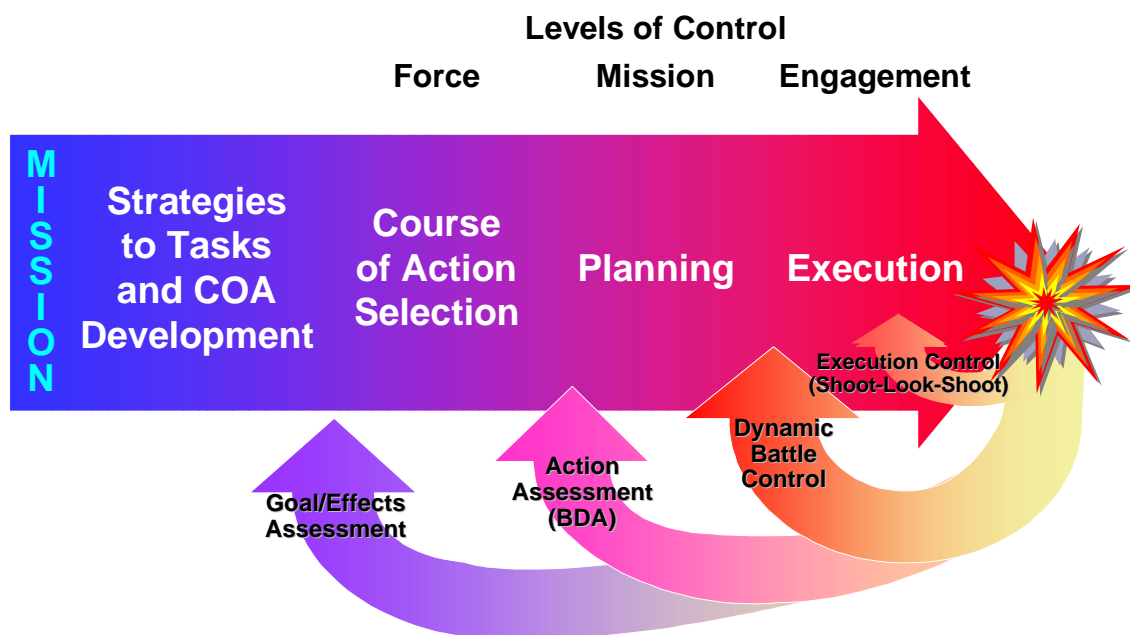 Levels of Control
Force Mission Engagement
MISSION
Strategies
to Tasks
and COA
Development
Course
of Action
Selection
Planning
Execution
Execution Control
(Shoot-Look-Shoot)
Dynamic
Battle
Control
Action
Assessment
(BDA)
Goal/Effects
Assessment